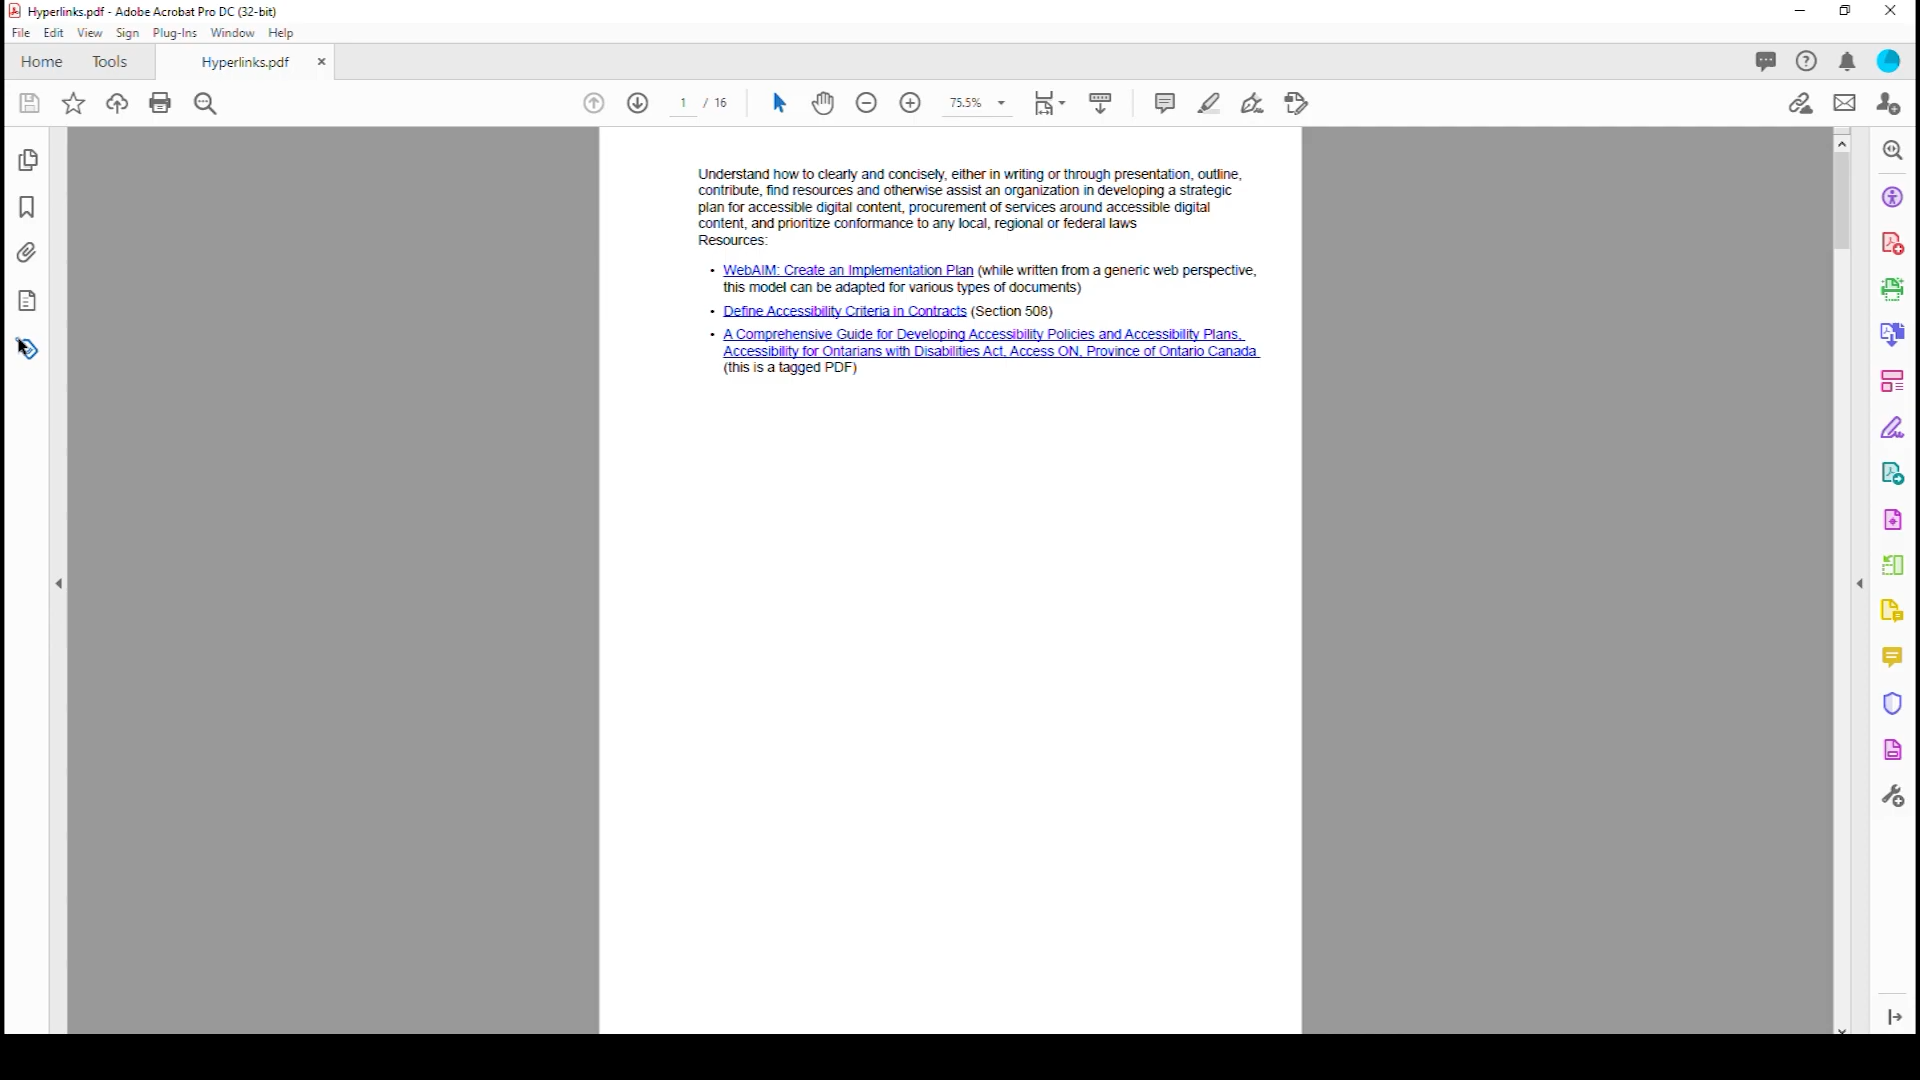 Hyperlinks.pdf - Adobe Acrobat Pro DC (32-bit)
File Edit View Sign Plug-Ins Window Help
Home Tools Hyperlinks.pdf
1 / 16 75.5%
Understand how to clearly and concisely, either in writing or through presentation, outline,
contribute, find resources and otherwise assist an organization in developing a strategic
plan for accessible digital content, procurement of services around accessible digital
content, and prioritize conformance to any local, regional or federal laws
Resources:
• WebAIM: Create an Implementation Plan (while written from a generic web perspective,
this model can be adapted for various types of documents)
• Define Accessibility Criteria in Contracts (Section 508)
• A Comprehensive Guide for Developing Accessibility Policies and Accessibility Plans,
Accessibility for Ontarians with Disabilities Act, Access ON, Province of Ontario Canada
(this is a tagged PDF)